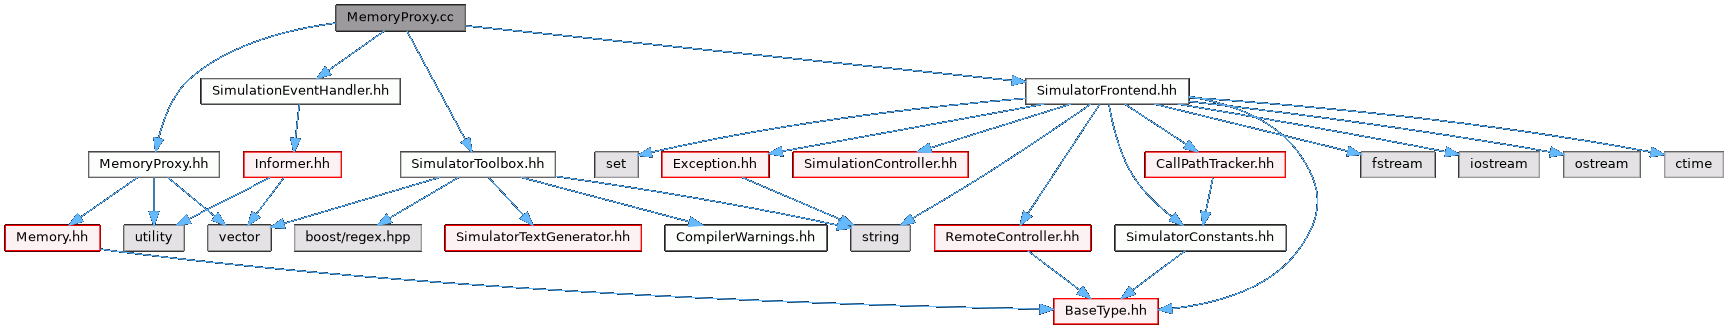 MemoryProxy.cc
SimulationEventHandler.hh
SimulatorFrontend.hh
MemoryProxy.hh
Informer.hh
SimulatorToolbox.hh
set
Exception.hh
SimulationController.hh
CallPathTracker.hh
fstream
iostream
ostream
ctime
Memory.hh
utility
vector
boost/regex.hpp
SimulatorTextGenerator.hh
CompilerWarnings.hh
string
RemoteController.hh
SimulatorConstants.hh
BaseType.hh